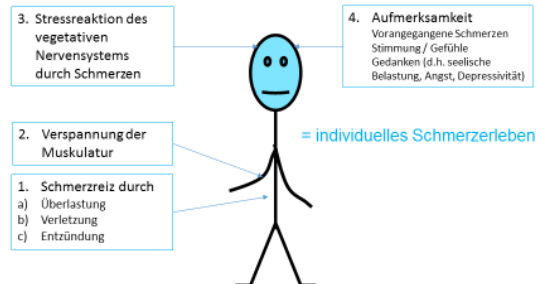 3. Stressreaktion des
vegetativen
Nervensystems
durch Schmerzen
4. Aufmerksamkeit
Vorangegangene Schmerzen
Stimmung / Gefühle
Gedanken (d.h. seelische
Belastung, Angst, Depressivität)
2. Verspannung der
Muskulatur
= individuelles Schmerzerleben
1. Schmerzreiz durch
a) Überlastung
b) Verletzung
c) Entzündung